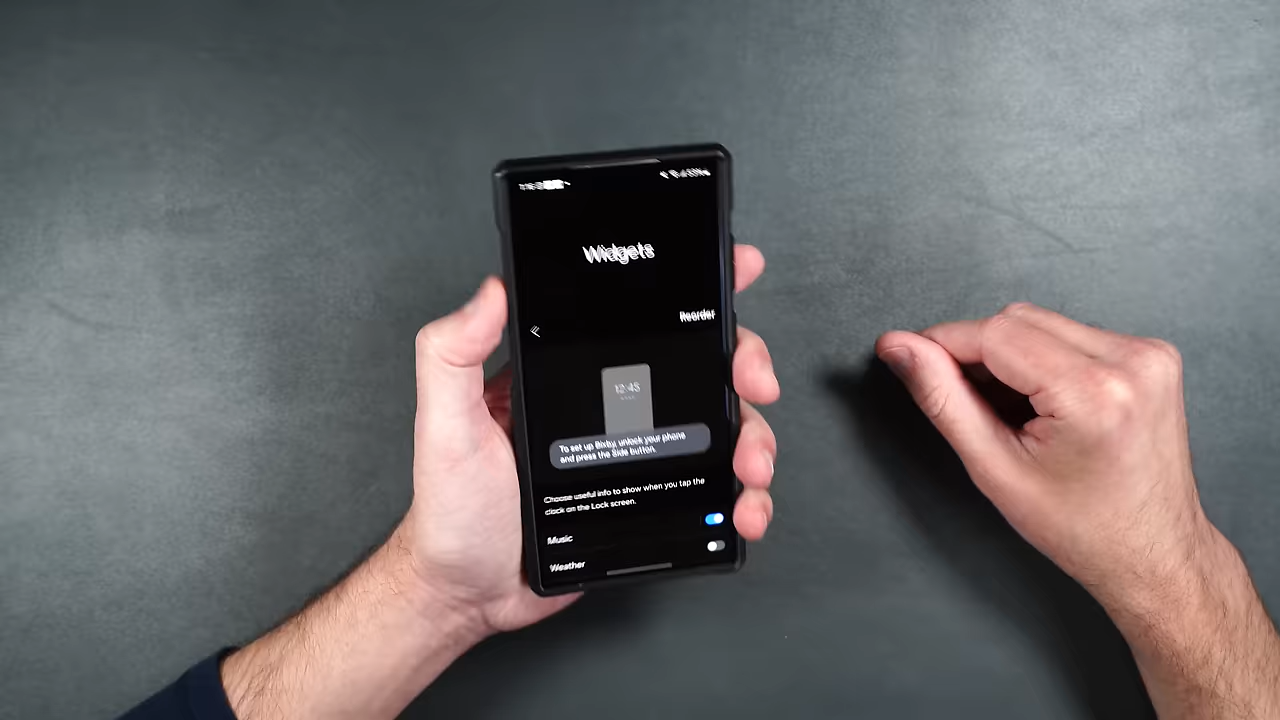 Widgets
Reorder
12:45
To set up Bixby, unlock your phone
and press the Side button.
Choose useful info to show when you tap the
clock on the Lock screen.
Music
Weather